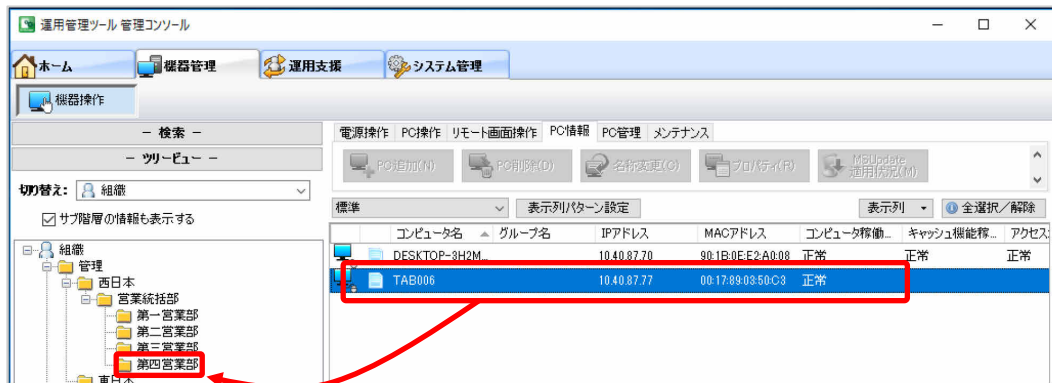 運用管理ツール 管理コンソール
ホーム 機器管理 運用支援 システム管理
機器操作
－ 検索 －
－ ツリービュー －
切り替え: 組織
サブ階層の情報も表示する
組織
管理
西日本
営業統括部
第一営業部
第二営業部
第三営業部
第四営業部
東日本
電源操作 PC操作 リモート画面操作 PC情報 PC管理 メンテナンス
PC追加(N) PC削除(D) 名称変更(C) プロパティ(R) MSUpdate適用状況(M)
標準 表示列パターン設定 表示列 全選択/解除
コンピュータ名 グループ名 IPアドレス MACアドレス コンピュータ稼働... キャッシュ機能稼... アクセス
DESKTOP-3H2M... 10.40.87.70 90:1B:0E:E2:A0:08 正常 正常 正常
TAB006 10.40.87.77 00:17:89:03:50:C3 正常